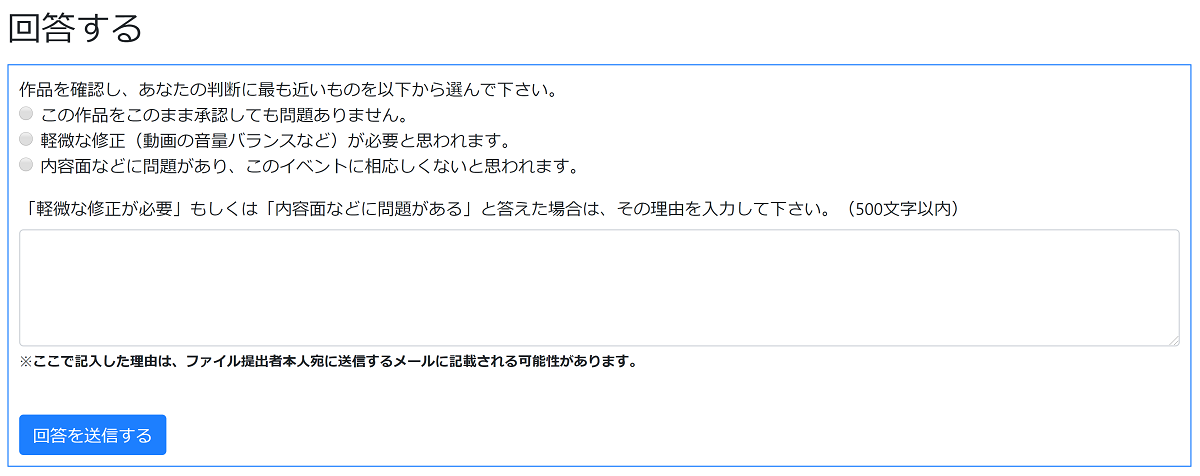 回答する
作品を確認し、あなたの判断に最も近いものを以下から選んで下さい。
この作品をこのまま承認しても問題ありません。
軽微な修正（動画の音量バランスなど）が必要と思われます。
内容面などに問題があり、このイベントに相応しくないと思われます。
「軽微な修正が必要」もしくは「内容面などに問題がある」と答えた場合は、その理由を入力して下さい。（500文字以内）
※ここで記入した理由は、ファイル提出者本人宛に送信するメールに記載される可能性があります。
回答を送信する